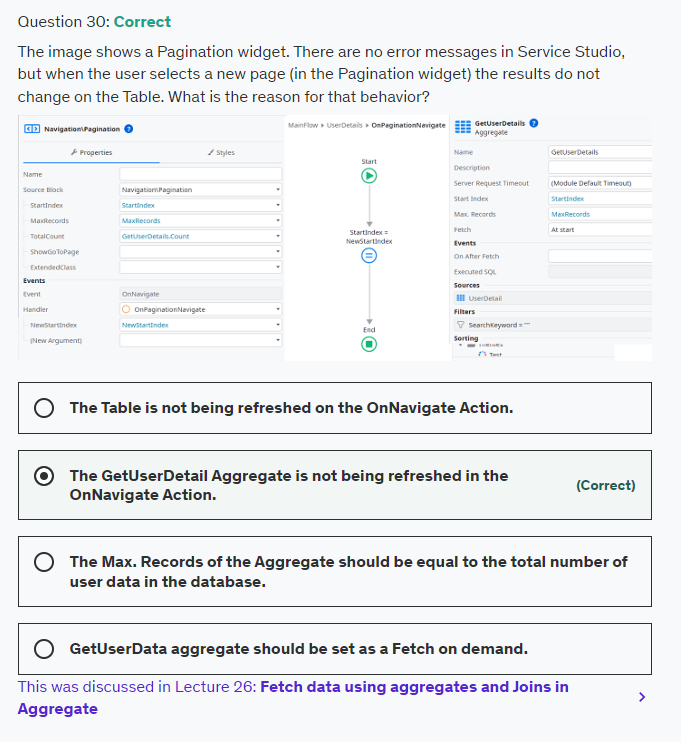 Question 30: Correct
The image shows a Pagination widget. There are no error messages in Service Studio,
but when the user selects a new page (in the Pagination widget) the results do not
change on the Table. What is the reason for that behavior?
Navigation\Pagination
Properties
Styles
Name
Source Block
Navigation\Pagination
StartIndex
StartIndex
MaxRecords
MaxRecords
TotalCount
GetUserDetails.Count
ShowGoToPage
ExtendedClass
Events
Event
OnNavigate
Handler
OnPaginationNavigate
NewStartIndex
NewStartIndex
(New Argument)
MainFlow ▸ UserDetails ▸ OnPaginationNavigate
Start
StartIndex =
NewStartIndex
End
GetUserDetails
Aggregate
Name
GetUserDetails
Description
Server Request Timeout
(Module Default Timeout)
Start Index
StartIndex
Max. Records
MaxRecords
Fetch
At start
Events
On After Fetch
Executed SQL
Sources
UserDetail
Filters
SearchKeyword = ""
Sorting
Test
The Table is not being refreshed on the OnNavigate Action.
The GetUserDetail Aggregate is not being refreshed in the
OnNavigate Action.
(Correct)
The Max. Records of the Aggregate should be equal to the total number of
user data in the database.
GetUserData aggregate should be set as a Fetch on demand.
This was discussed in Lecture 26: Fetch data using aggregates and Joins in
Aggregate